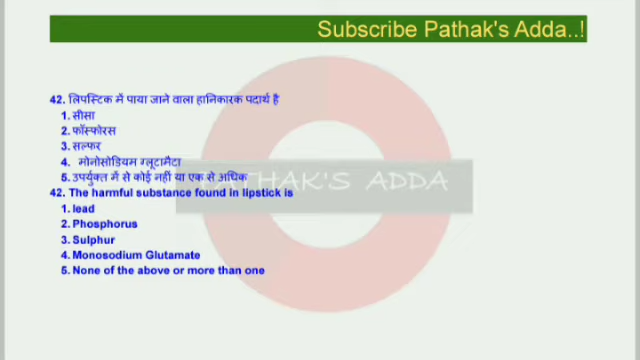 Subscribe Pathak's Adda..!
42. लिपस्टिक में पाया जाने वाला हानिकारक पदार्थ है
1. सीसा
2. फॉस्फोरस
3. सल्फर
4. मोनोसोडियम ग्लूटामैटा
5. उपर्युक्त में से कोई नहीं या एक से अधिक
PATHAK'S ADDA
42. The harmful substance found in lipstick is
1. lead
2. Phosphorus
3. Sulphur
4. Monosodium Glutamate
5. None of the above or more than one